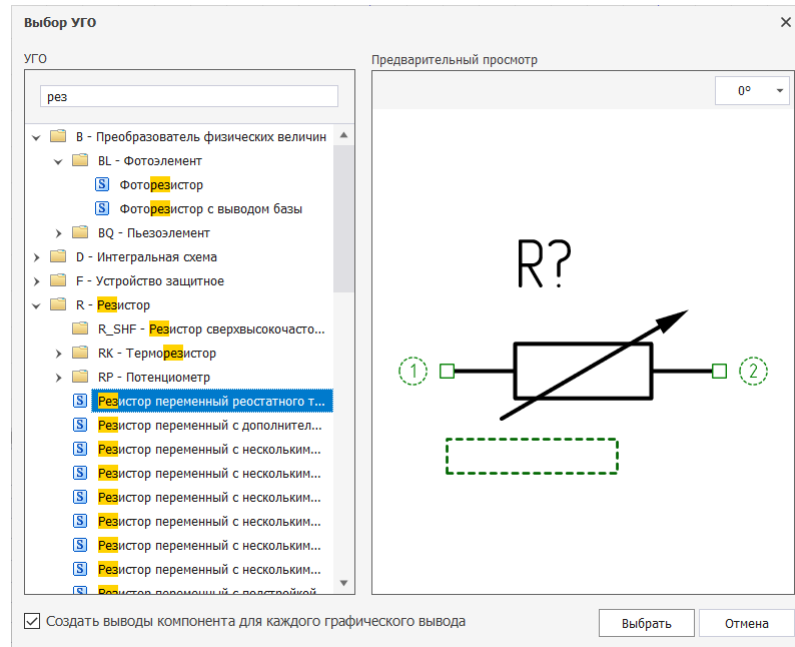 Выбор УГО
УГО
рез
B - Преобразователь физических величин
BL - Фотоэлемент
S Фоторезистор
S Фоторезистор с выводом базы
BQ - Пьезоэлемент
D - Интегральная схема
F - Устройство защитное
R - Резистор
R_SHF - Резистор сверхвысокочасто...
RK - Терморезистор
RP - Потенциометр
S Резистор переменный реостатного т...
S Резистор переменный с дополнител...
S Резистор переменный с нескольким...
S Резистор переменный с нескольким...
S Резистор переменный с нескольким...
S Резистор переменный с нескольким...
S Резистор переменный с нескольким...
S Резистор переменный с нескольким...
S Резистор переменный с подстройкой
Предварительный просмотр
0°
R?
1
2
Создать выводы компонента для каждого графического вывода
Выбрать
Отмена